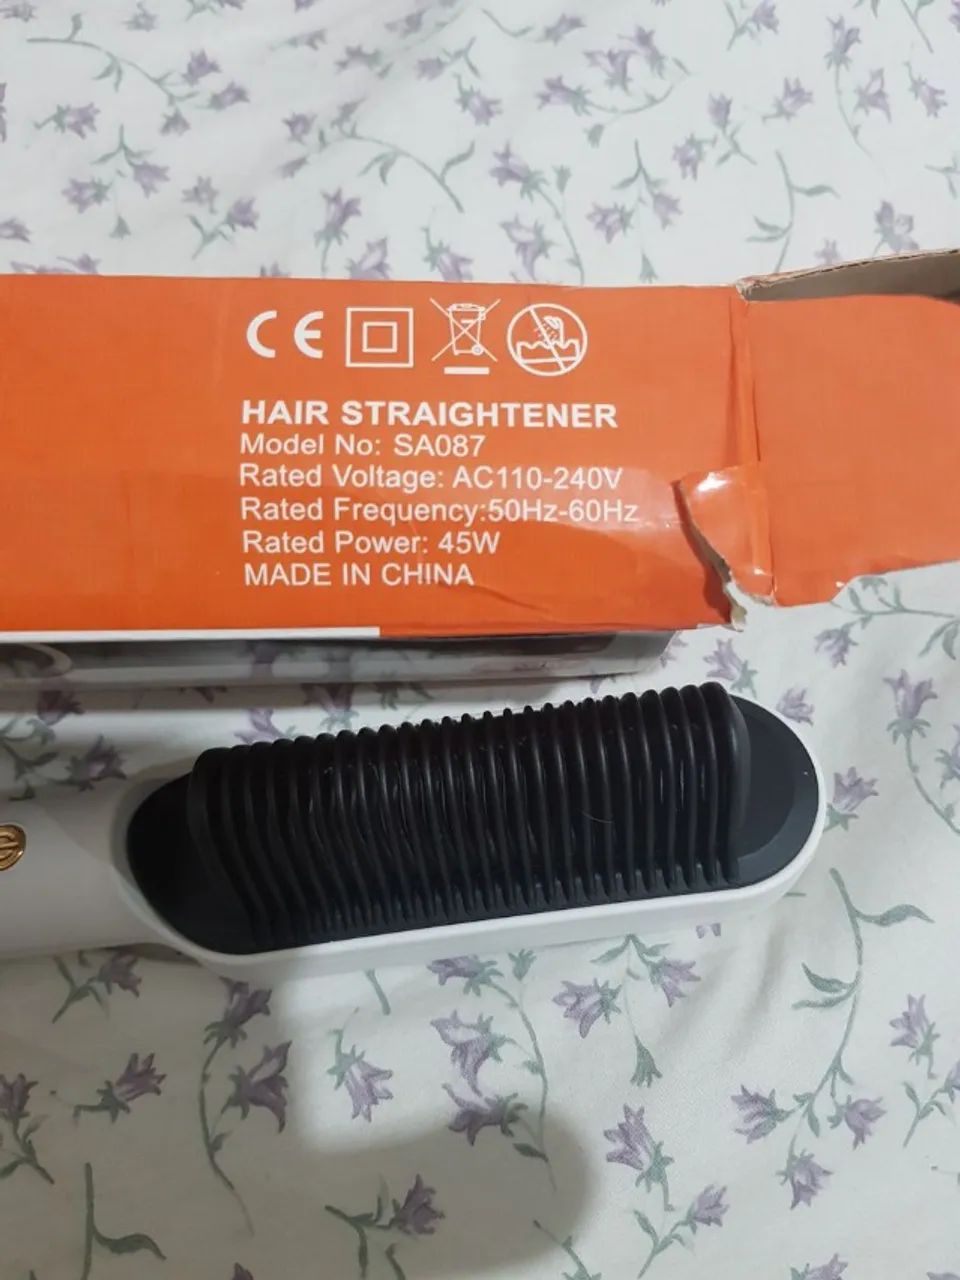 CE
HAIR STRAIGHTENER
Model No: SA087
Rated Voltage: AC110-240V
Rated Frequency:50Hz-60Hz
Rated Power: 45W
MADE IN CHINA